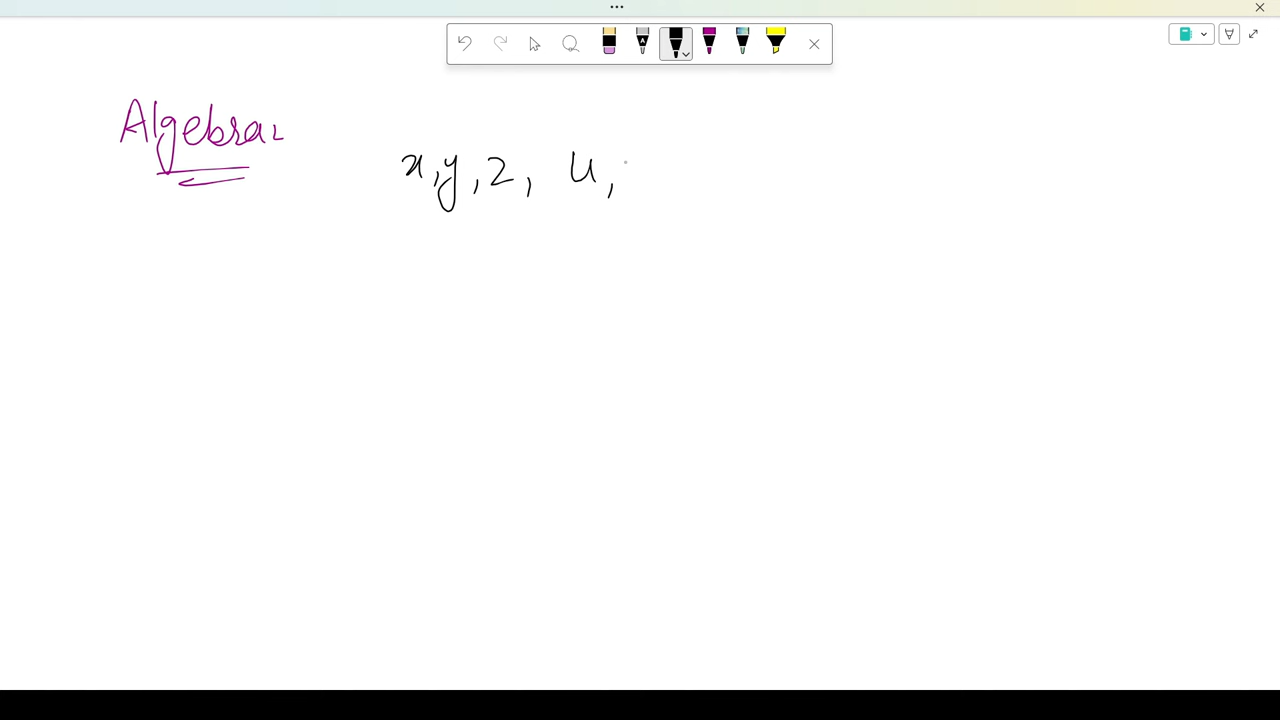 Algebra:
x, y, z, u,